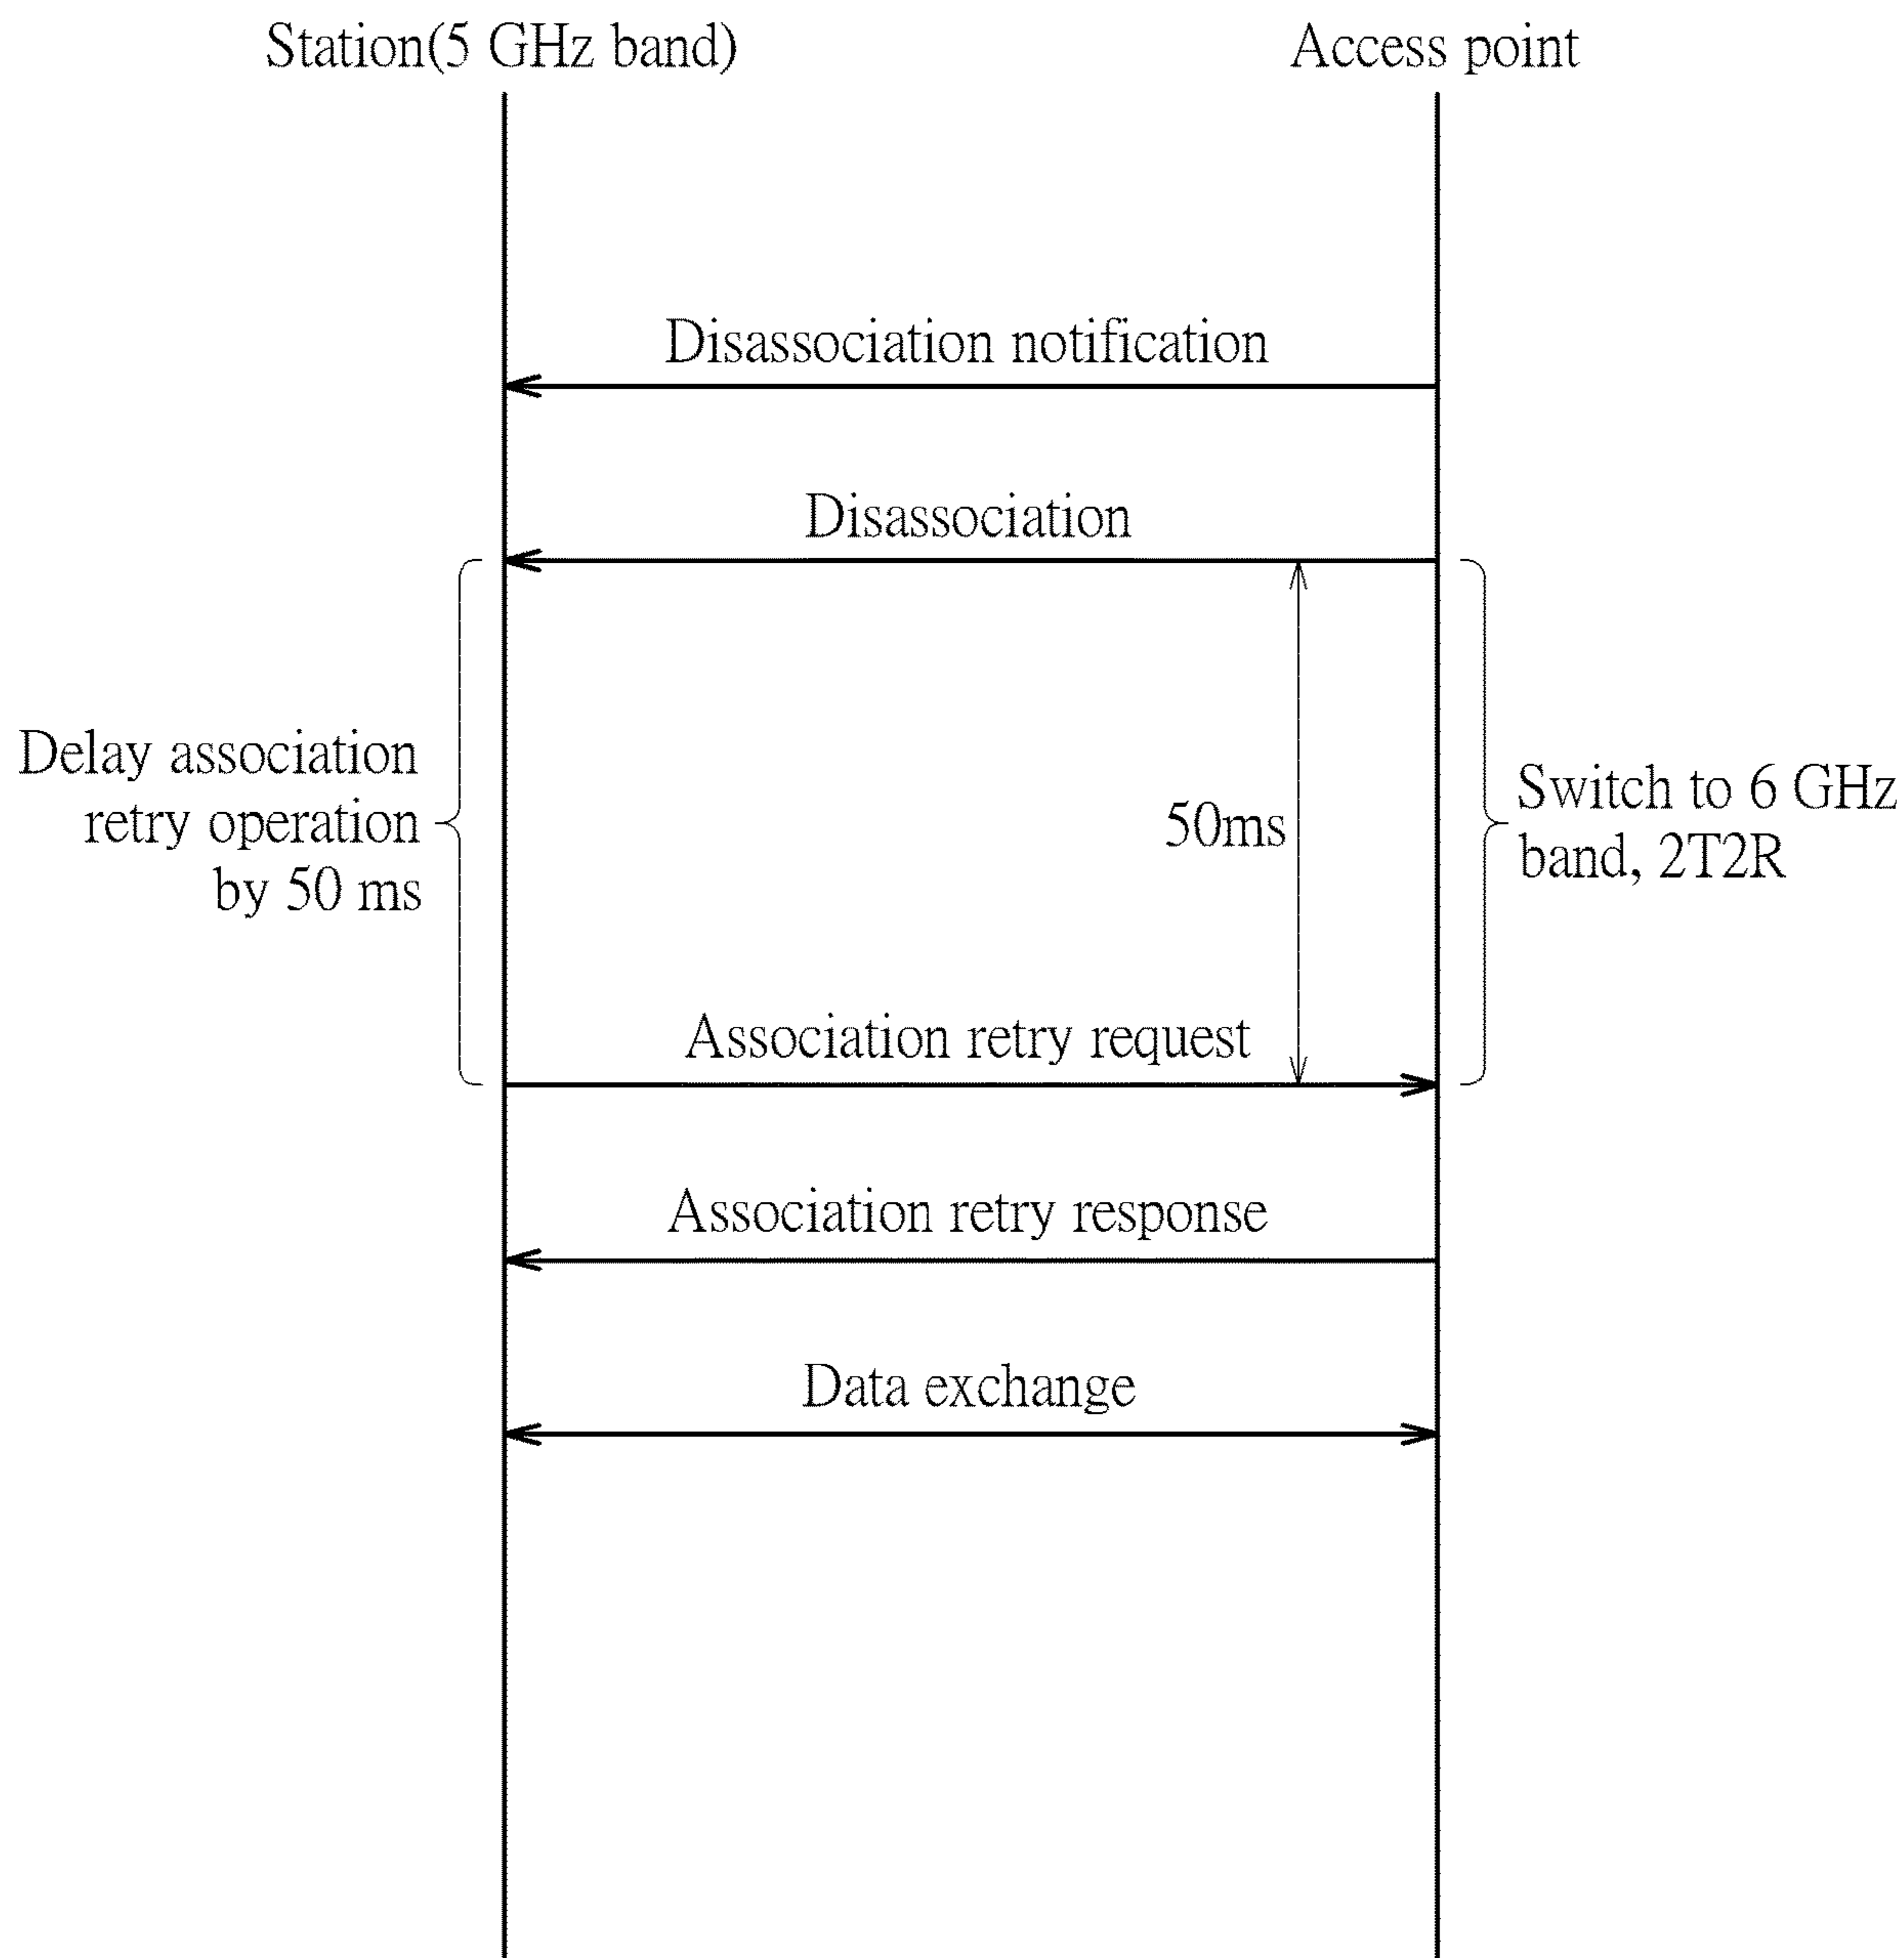 Station(5 GHz band)
Access point
Disassociation notification
Disassociation
Delay association
retry operation
by 50 ms
50ms
Switch to 6 GHz
band, 2T2R
Association retry request
Association retry response
Data exchange